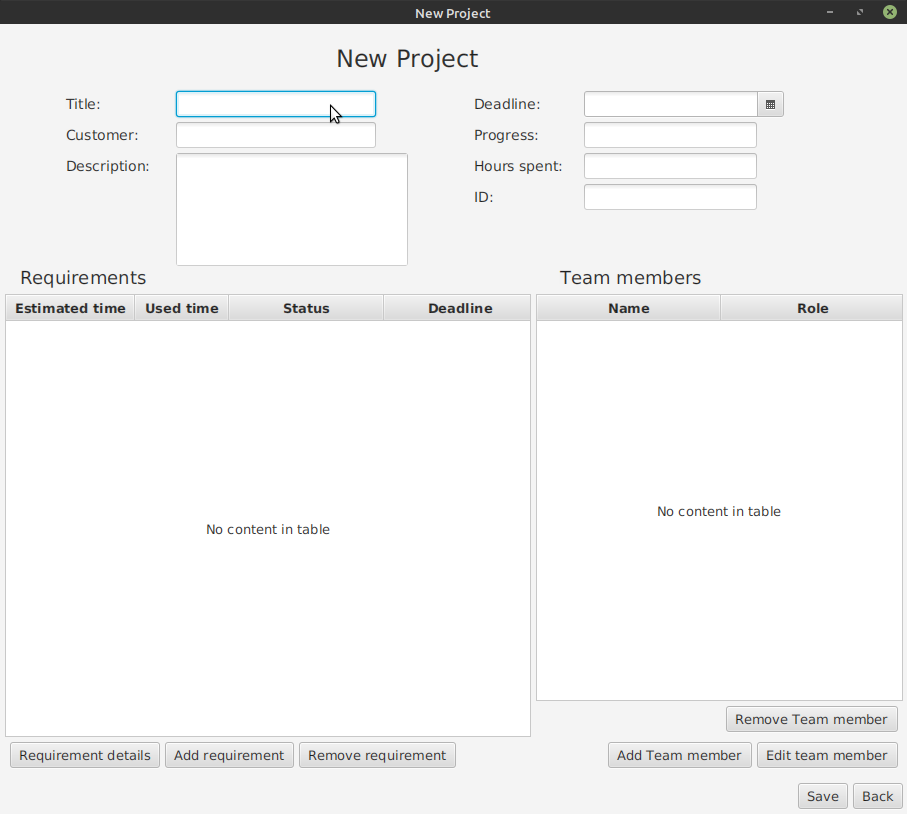 New Project
New Project
Title:
Customer:
Description:
Deadline:
Progress:
Hours spent:
ID:
Requirements
Estimated time Used time Status Deadline
No content in table
Requirement details Add requirement Remove requirement
Team members
Name Role
No content in table
Remove Team member
Add Team member Edit team member
Save Back